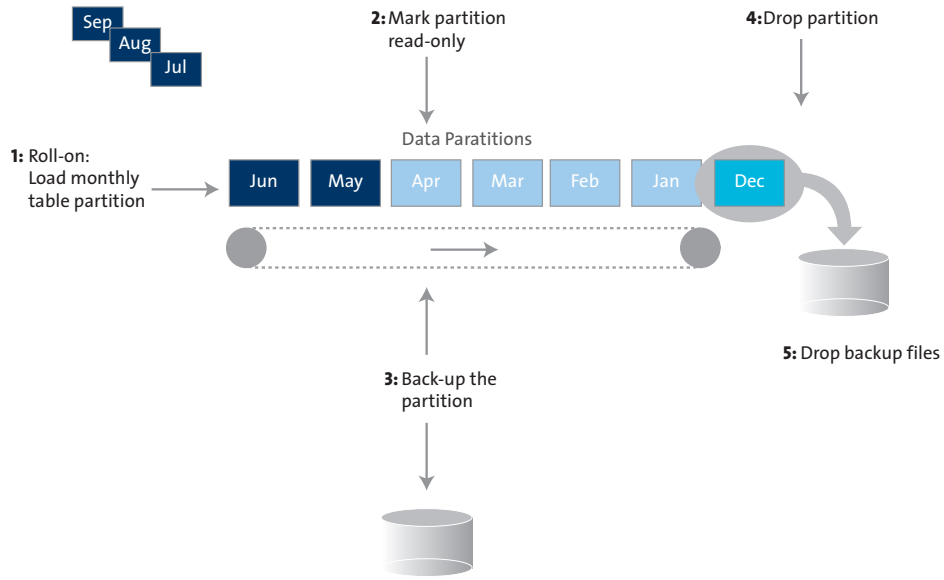 Sep
Aug
Jul
2: Mark partition
read-only
4: Drop partition
Data Paratitions
1: Roll-on:
Load monthly
table partition
Jun
May
Apr
Mar
Feb
Jan
Dec
3: Back-up the
partition
5: Drop backup files